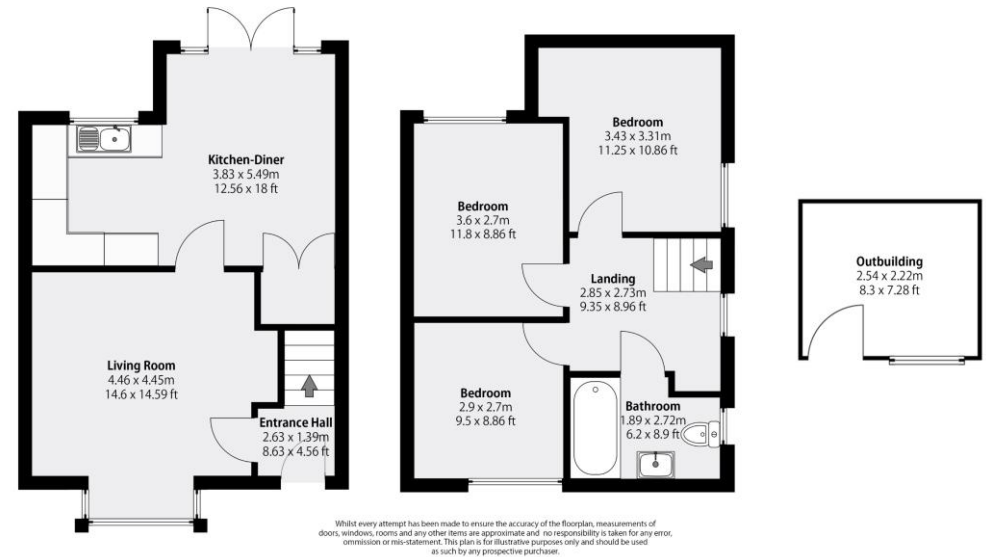 Kitchen-Diner
3.83 x 5.49m
12.56 x 18 ft
Living Room
4.46 x 4.45m
14.6 x 14.59 ft
Entrance Hall
2.63 x 1.39m
8.63 x 4.56 ft
Bedroom
3.43 x 3.31m
11.25 x 10.86 ft
Bedroom
3.6 x 2.7m
11.8 x 8.86 ft
Landing
2.85 x 2.73m
9.35 x 8.96 ft
Bedroom
2.9 x 2.7m
9.5 x 8.86 ft
Bathroom
1.89 x 2.72m
6.2 x 8.9 ft
Outbuilding
2.54 x 2.22m
8.3 x 7.28 ft
Whilst every attempt has been made to ensure the accuracy of the floorplan, measurements of
doors, windows, rooms and any other items are approximate and no responsibility is taken for any error,
ommission or mis-statement. This plan is for illustrative purposes only and should be used
as such by any prospective purchaser.